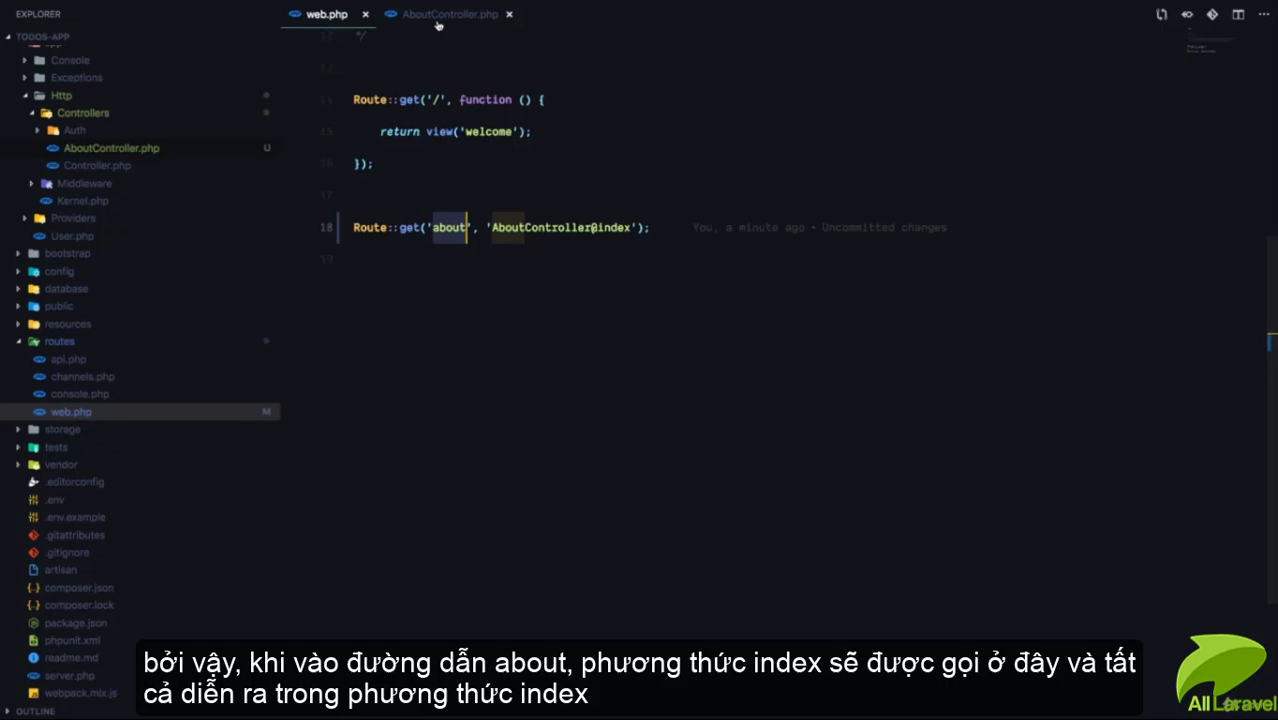 EXPLORER
TODOS-APP
Console
Exceptions
Http
Controllers
Auth
AboutController.php U
Controller.php
Middleware
Kernel.php
Providers
User.php
bootstrap
config
database
public
resources
routes
api.php
channels.php
console.php
web.php M
storage
tests
vendor
.editorconfig
.env
.env.example
.gitattributes
.gitignore
artisan
composer.json
composer.lock
package.json
phpunit.xml
readme.md
server.php
webpack.mix.js
OUTLINE
web.php × AboutController.php ×
*/
14 Route::get('/', function () {
15 return view('welcome');
16 });
17
18 Route::get('about', 'AboutController@index'); You, a minute ago • Uncommitted changes
19
bởi vậy, khi vào đường dẫn about, phương thức index sẽ được gọi ở đây và tất
cả diễn ra trong phương thức index
All Laravel